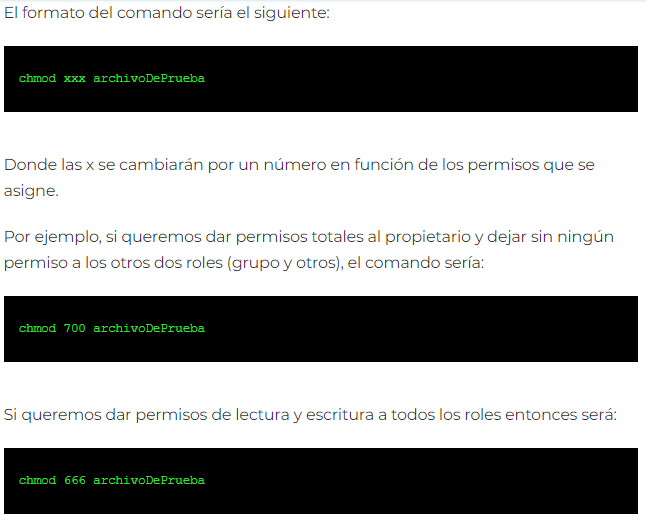 El formato del comando sería el siguiente:
chmod xxx archivoDePrueba
Donde las x se cambiarán por un número en función de los permisos que se
asigne.
Por ejemplo, si queremos dar permisos totales al propietario y dejar sin ningún
permiso a los otros dos roles (grupo y otros), el comando sería:
chmod 700 archivoDePrueba
Si queremos dar permisos de lectura y escritura a todos los roles entonces será:
chmod 666 archivoDePrueba